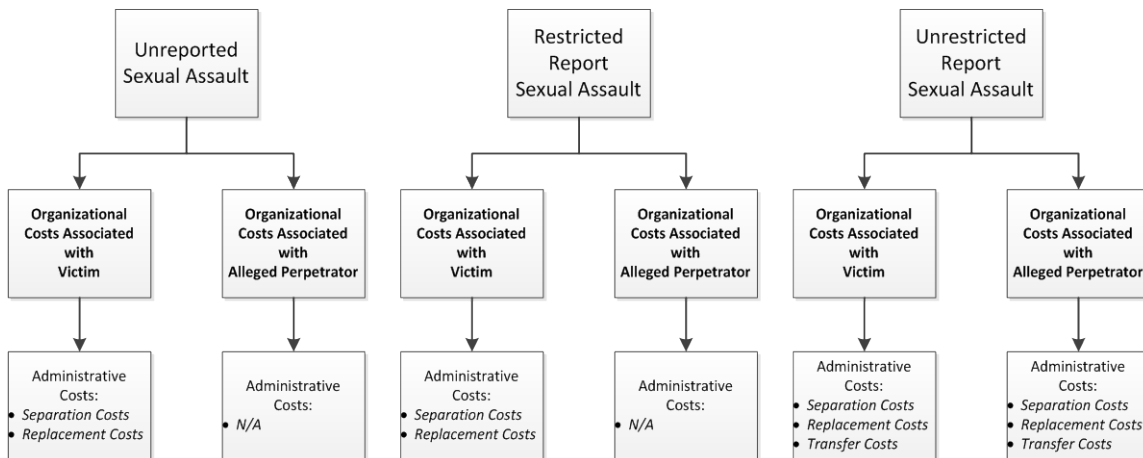 Unreported
Sexual Assault
Restricted
Report
Sexual Assault
Unrestricted
Report
Sexual Assault
Organizational
Costs Associated
with
Victim
Organizational
Costs Associated
with
Alleged Perpetrator
Organizational
Costs Associated
with
Victim
Organizational
Costs Associated
with
Alleged Perpetrator
Organizational
Costs Associated
with
Victim
Organizational
Costs Associated
with
Alleged Perpetrator
Administrative
Costs:
• Separation Costs
• Replacement Costs
Administrative
Costs:
• N/A
Administrative
Costs:
• Separation Costs
• Replacement Costs
Administrative
Costs:
• N/A
Administrative
Costs:
• Separation Costs
• Replacement Costs
• Transfer Costs
Administrative
Costs:
• Separation Costs
• Replacement Costs
• Transfer Costs